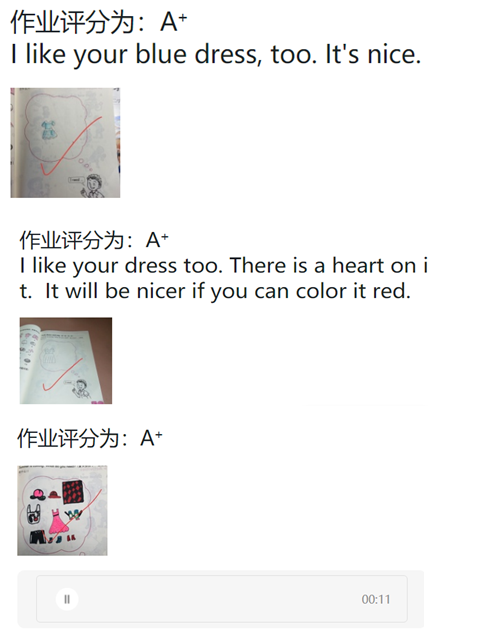 作业评分为：A⁺
I like your blue dress, too. It's nice.
作业评分为：A⁺
I like your dress too. There is a heart on i
t.  It will be nicer if you can color it red.
作业评分为：A⁺
00:11